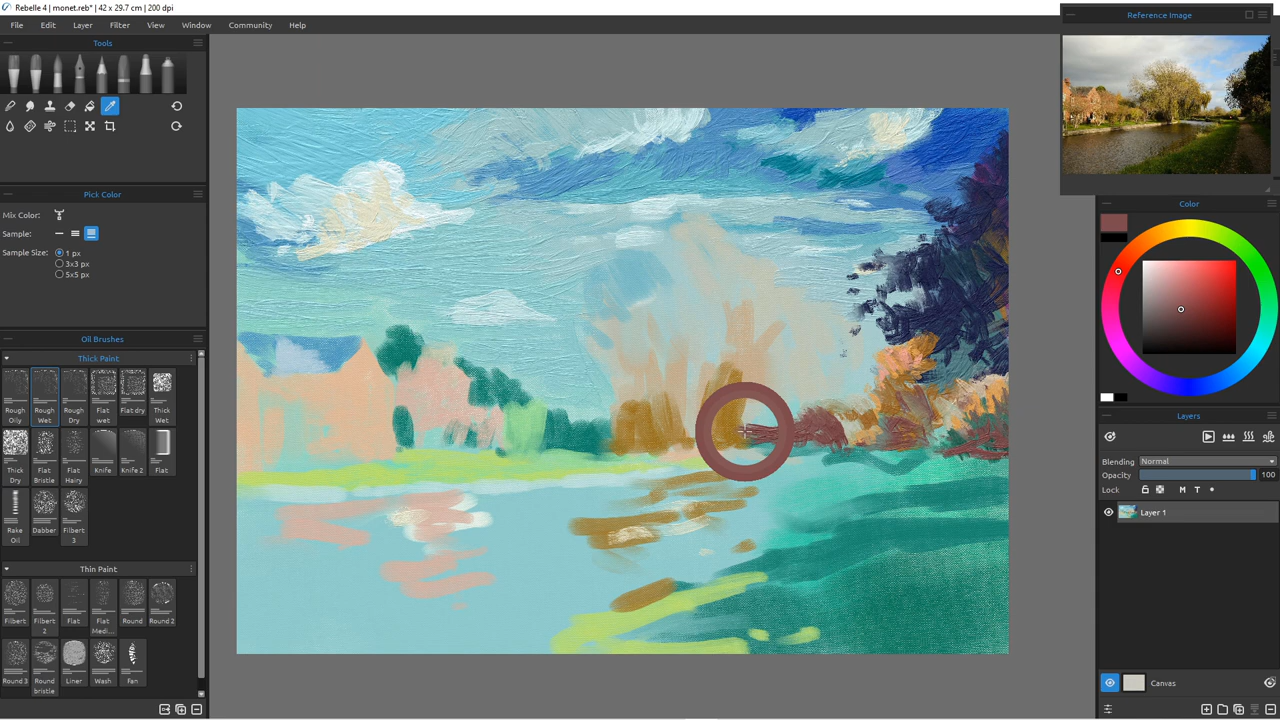 Rebelle 4 | monet.reb* | 42 x 29.7 cm | 200 dpi
File Edit Layer Filter View Window Community Help
Tools
Pick Color
Mix Color:
Sample:
Sample Size: 1 px
3x3 px
5x5 px
Oil Brushes
Thick Paint
Rough Oily
Rough Wet
Rough Dry
Flat wet
Flat dry
Thick Wet
Thick Dry
Flat Bristle
Flat Hairy
Knife
Knife 2
Flat
Rake Oil
Dabber
Filbert 3
Thin Paint
Filbert
Filbert 2
Flat
Flat Medi...
Round
Round 2
Round 3
Round bristle
Liner
Wash
Fan
Reference Image
Color
Layers
Blending Normal
Opacity 100
Lock M T
Layer 1
Canvas